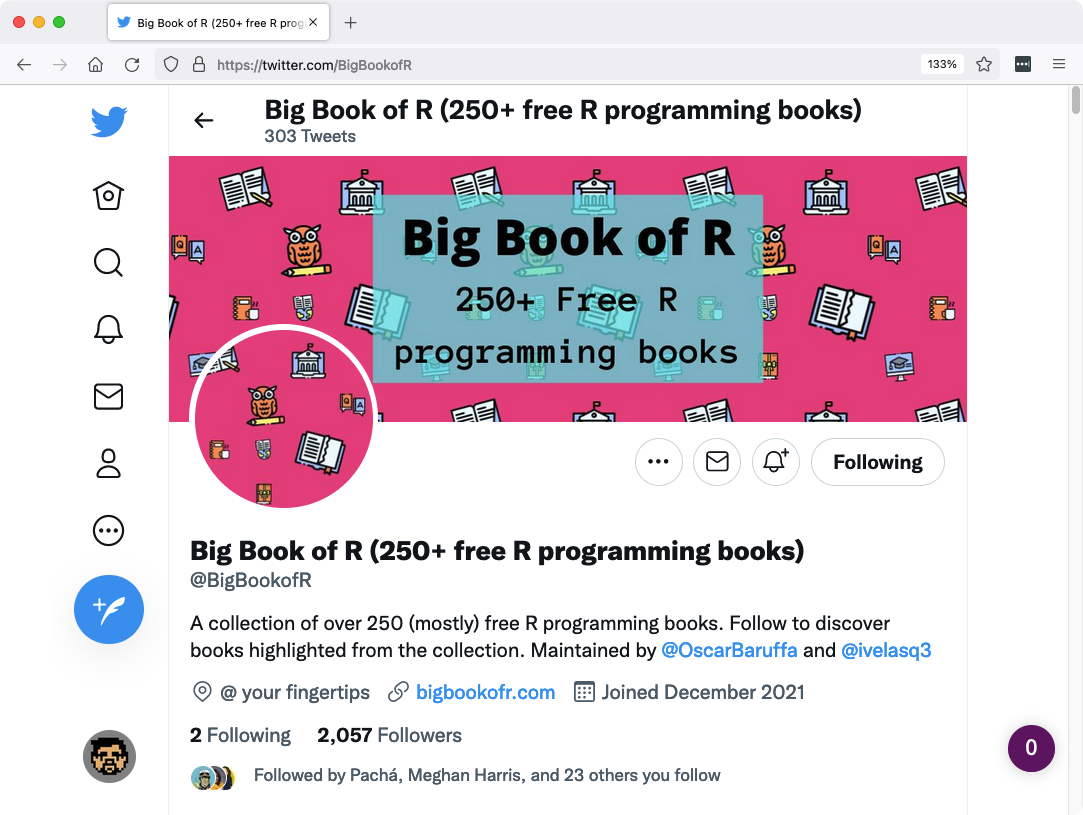 Big Book of R (250+ free R prog
https://twitter.com/BigBookofR
133%
Big Book of R (250+ free R programming books)
303 Tweets
Big Book of R
250+ Free R
programming books
Q A
Q A
Q A
Following
Big Book of R (250+ free R programming books)
@BigBookofR
A collection of over 250 (mostly) free R programming books. Follow to discover
books highlighted from the collection. Maintained by @OscarBaruffa and @ivelasq3
@ your fingertips bigbookofr.com Joined December 2021
2 Following 2,057 Followers
0
Followed by Pachá, Meghan Harris, and 23 others you follow